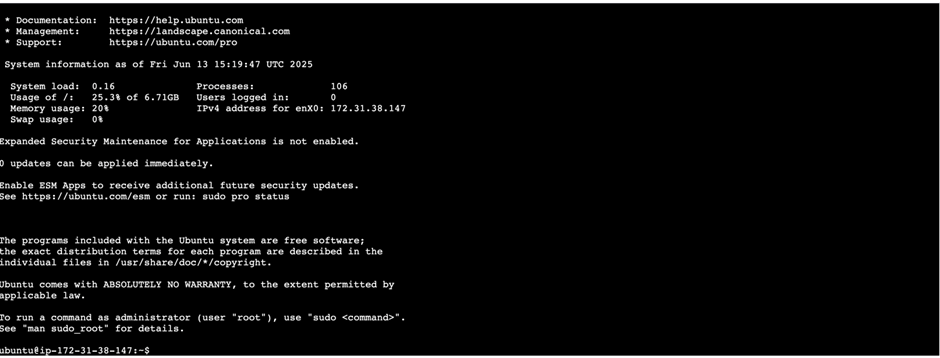 * Documentation:  https://help.ubuntu.com
* Management:     https://landscape.canonical.com
* Support:        https://ubuntu.com/pro
System information as of Fri Jun 13 15:19:47 UTC 2025
System load:  0.16              Processes:             106
Usage of /:   25.3% of 6.71GB   Users logged in:       0
Memory usage: 20%               IPv4 address for enX0: 172.31.38.147
Swap usage:   0%
Expanded Security Maintenance for Applications is not enabled.
0 updates can be applied immediately.
Enable ESM Apps to receive additional future security updates.
See https://ubuntu.com/esm or run: sudo pro status
The programs included with the Ubuntu system are free software;
the exact distribution terms for each program are described in the
individual files in /usr/share/doc/*/copyright.
Ubuntu comes with ABSOLUTELY NO WARRANTY, to the extent permitted by
applicable law.
To run a command as administrator (user "root"), use "sudo <command>".
See "man sudo_root" for details.
ubuntu@ip-172-31-38-147:~$